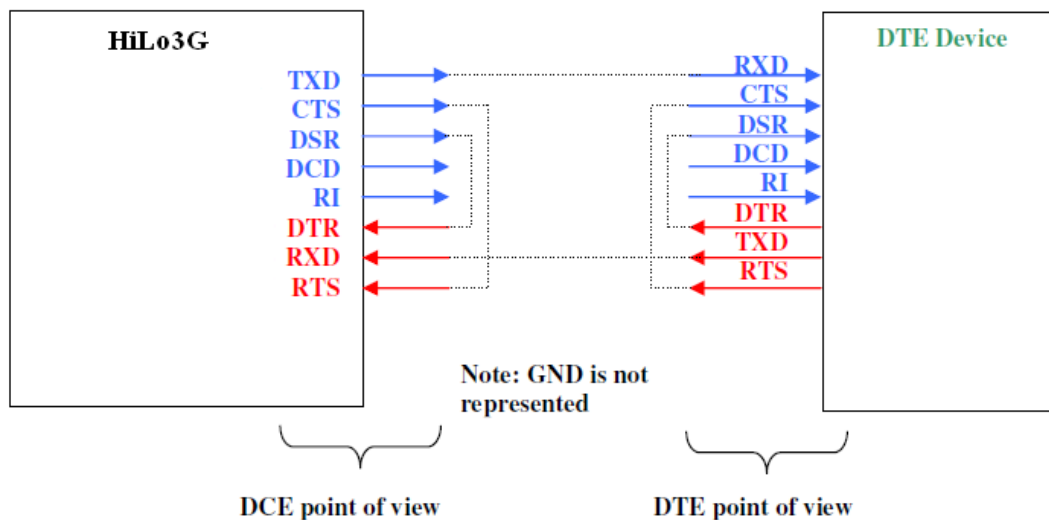 HiLo3G
TXD
CTS
DSR
DCD
RI
DTR
RXD
RTS
DTE Device
RXD
CTS
DSR
DCD
RI
DTR
TXD
RTS
Note: GND is not
represented
DCE point of view
DTE point of view